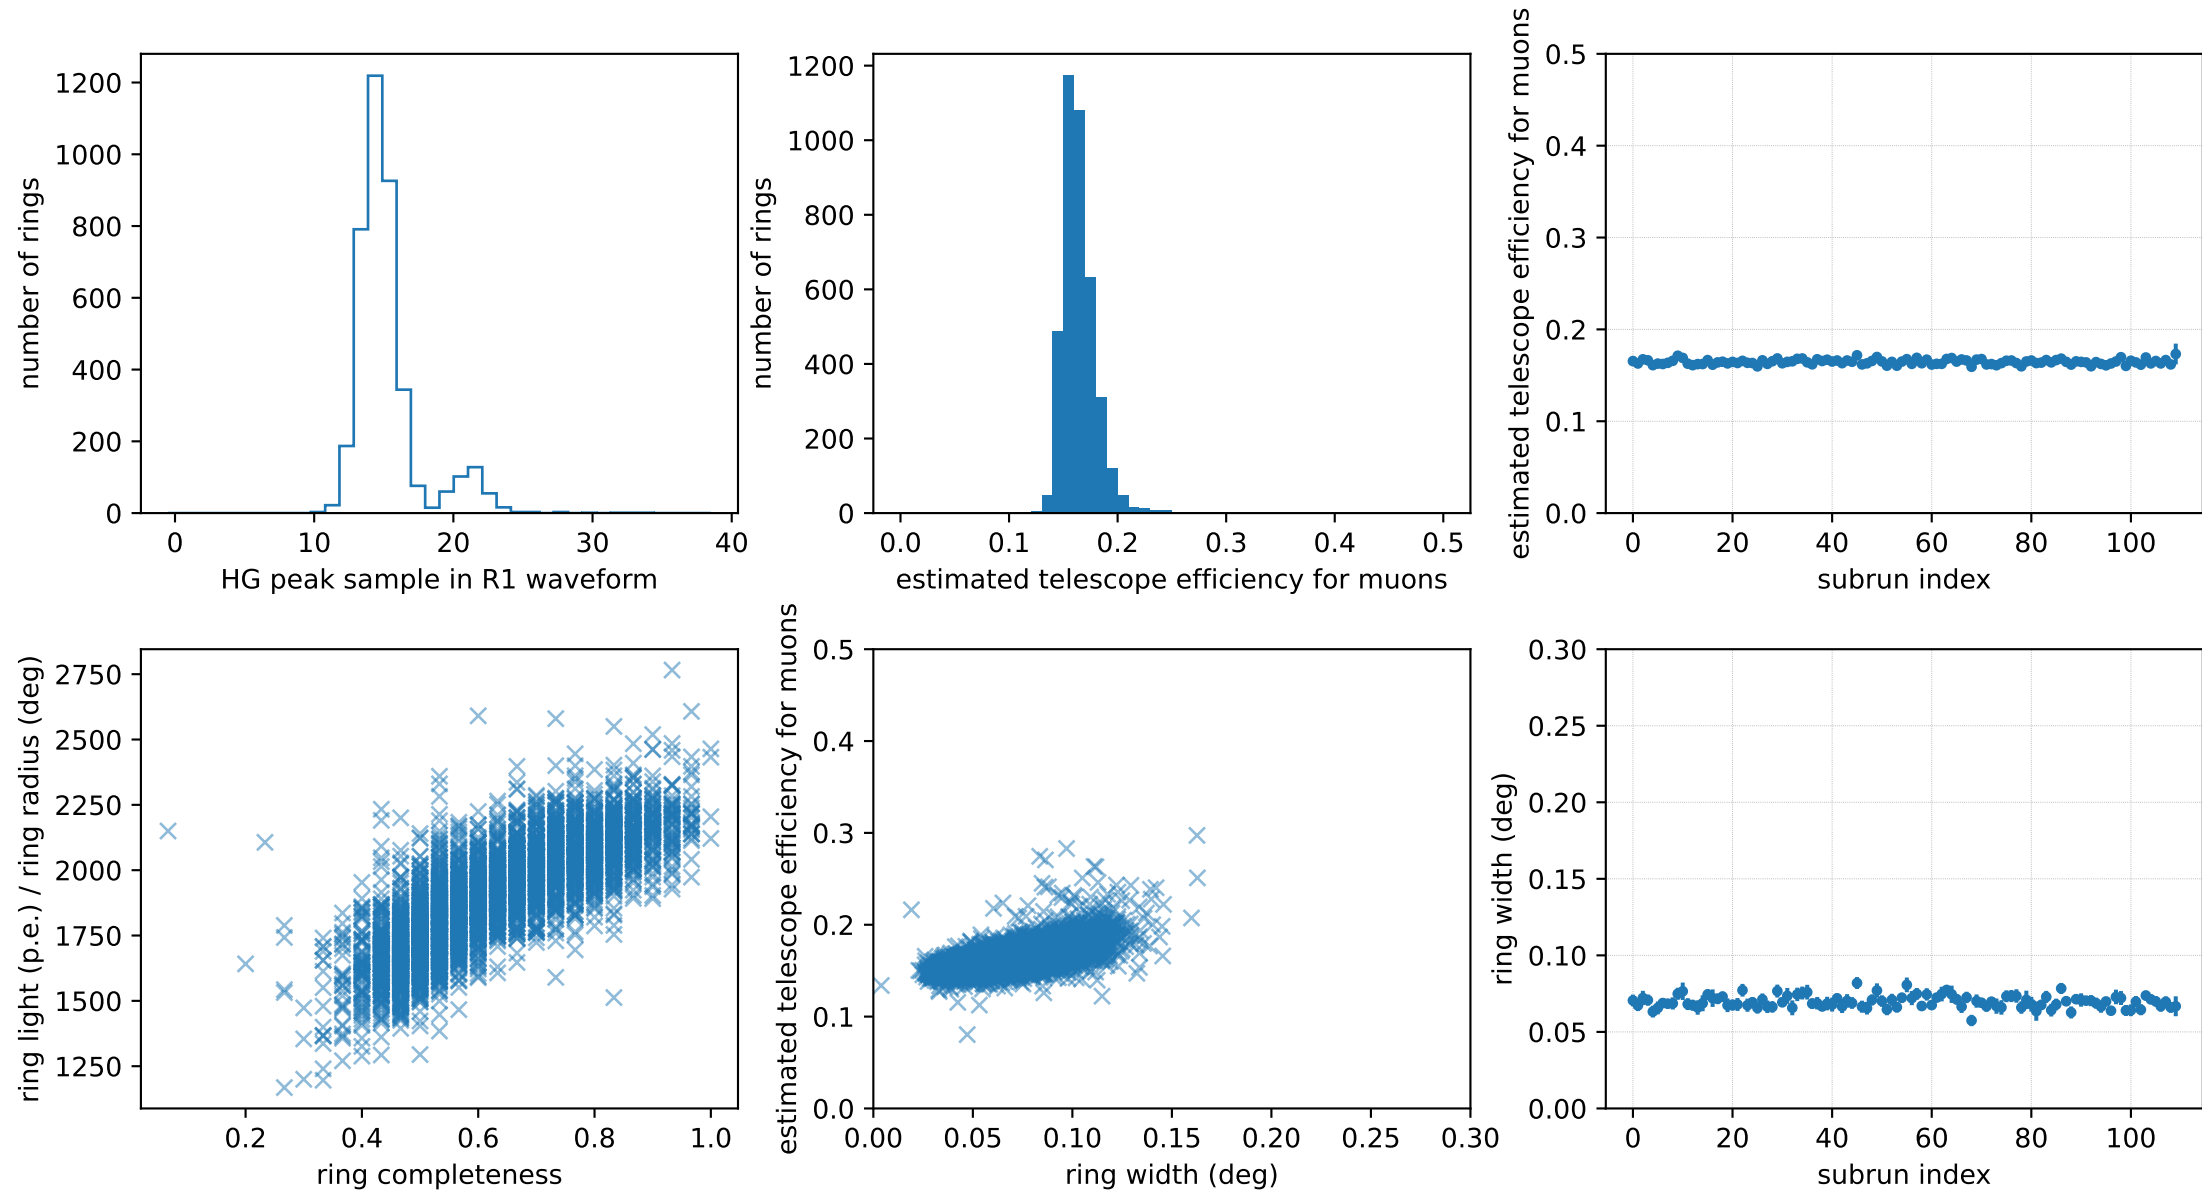 1200
1000
800
600
400
200
0
number of rings
0 10 20 30 40
HG peak sample in R1 waveform
1200
1000
800
600
400
200
0
number of rings
0.0 0.1 0.2 0.3 0.4 0.5
estimated telescope efficiency for muons
0.5
0.4
0.3
0.2
0.1
0.0
estimated telescope efficiency for muons
0 20 40 60 80 100
subrun index
2750
2500
2250
2000
1750
1500
1250
ring light (p.e.) / ring radius (deg)
0.2 0.4 0.6 0.8 1.0
ring completeness
0.5
0.4
0.3
0.2
0.1
0.0
estimated telescope efficiency for muons
0.00 0.05 0.10 0.15 0.20 0.25 0.30
ring width (deg)
0.30
0.25
0.20
0.15
0.10
0.05
0.00
ring width (deg)
0 20 40 60 80 100
subrun index